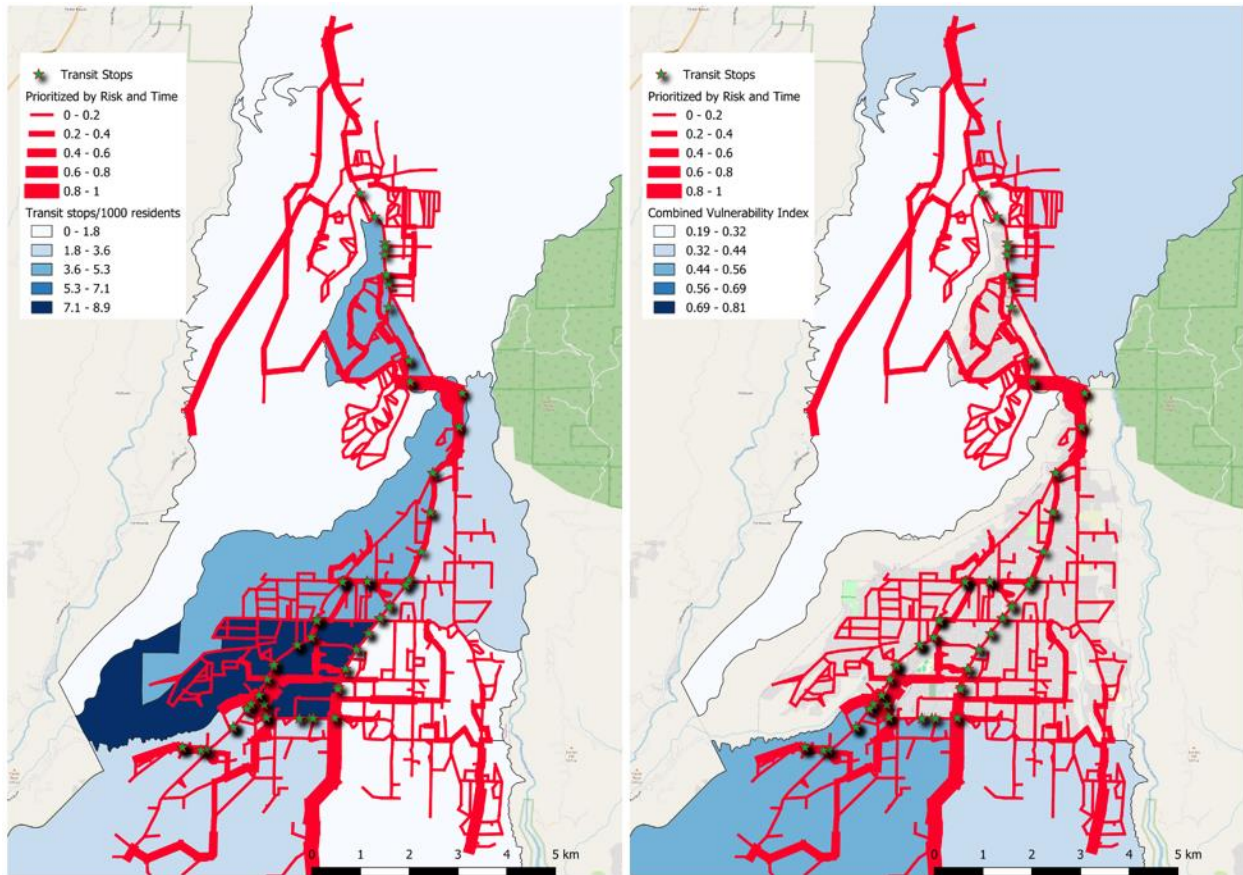 Transit Stops
Prioritized by Risk and Time
0 - 0.2
0.2 - 0.4
0.4 - 0.6
0.6 - 0.8
0.8 - 1
Transit stops/1000 residents
0 - 1.8
1.8 - 3.6
3.6 - 5.3
5.3 - 7.1
7.1 - 8.9
0 1 2 3 4 5 km
Transit Stops
Prioritized by Risk and Time
0 - 0.2
0.2 - 0.4
0.4 - 0.6
0.6 - 0.8
0.8 - 1
Combined Vulnerability Index
0.19 - 0.32
0.32 - 0.44
0.44 - 0.56
0.56 - 0.69
0.69 - 0.81
0 1 2 3 4 5 km